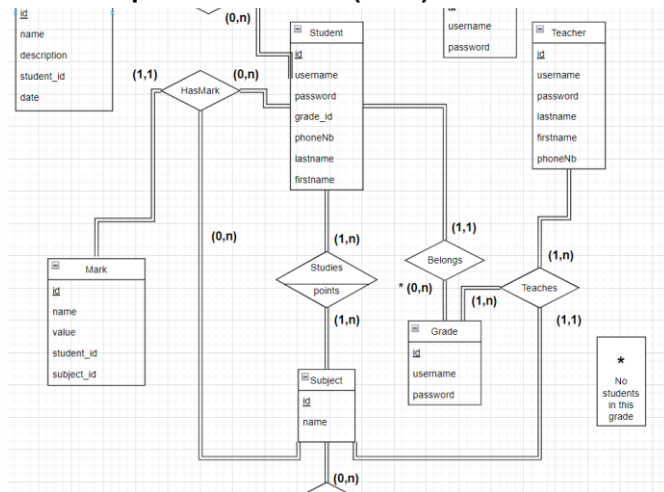 (0,n)
id
name
description
student_id
date
Student
id
username
password
grade_id
phoneNb
lastname
firstname
id
username
password
Teacher
id
username
password
lastname
firstname
phoneNb
(1,1)
HasMark
(0,n)
(0,n)
(1,n)
Studies
points
(1,n)
(1,1)
Belongs
* (0,n)
(1,n)
Teaches
(1,n)
(1,1)
Mark
id
name
value
student_id
subject_id
Grade
id
username
password
*
No
students
in this
grade
Subject
id
name
(0,n)